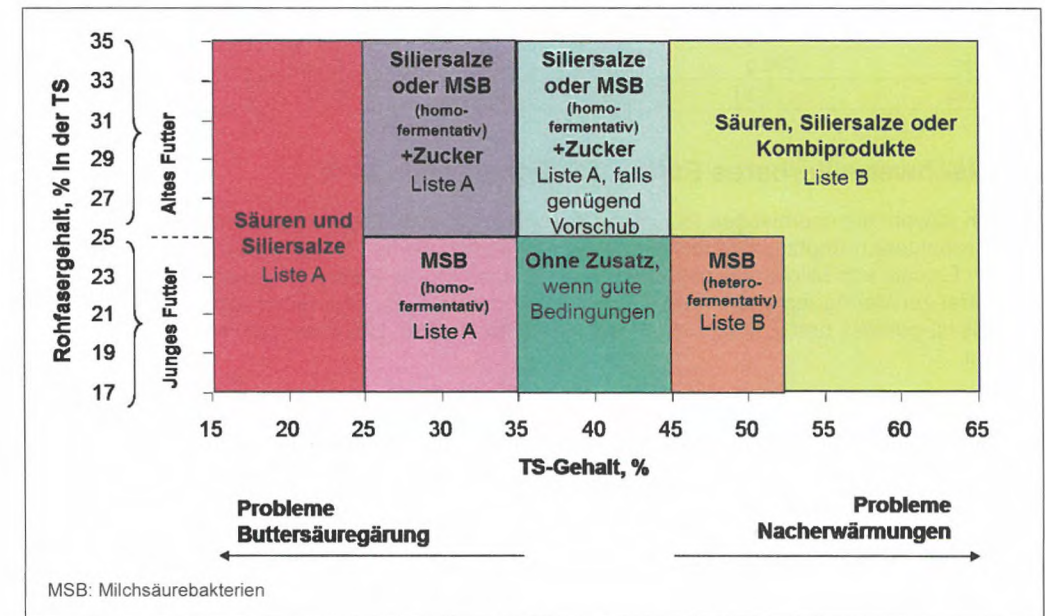 Rohfasergehalt, % in der TS
Altes Futter
Junges Futter
35
33
31
29
27
25
23
21
19
17
Säuren und
Siliersalze
Liste A
Siliersalze
oder MSB
(homo-
fermentativ)
+Zucker
Liste A
Siliersalze
oder MSB
(homo-
fermentativ)
+Zucker
Liste A, falls
genügend
Vorschub
Säuren, Siliersalze oder
Kombiprodukte
Liste B
MSB
(homo-
fermentativ)
Liste A
Ohne Zusatz,
wenn gute
Bedingungen
MSB
(hetero-
fermentativ)
Liste B
15 20 25 30 35 40 45 50 55 60 65
TS-Gehalt, %
Probleme
Buttersäuregärung
Probleme
Nacherwärmungen
MSB: Milchsäurebakterien